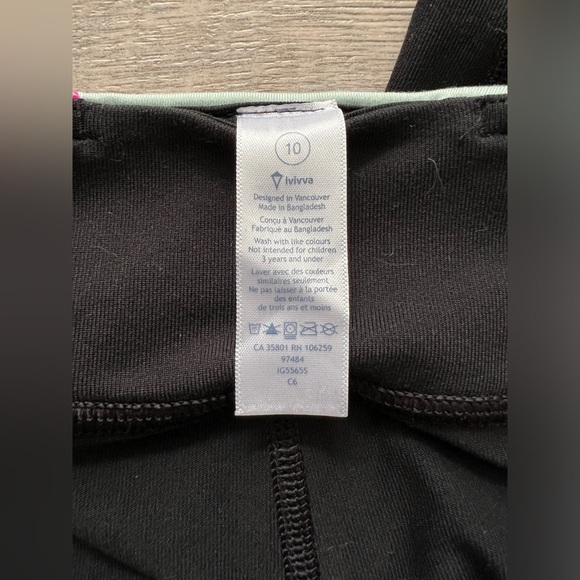 10
ivivva
Designed in Vancouver
Made in Bangladesh
Conçu à Vancouver
Fabrique au Bangladesh
Wash with like colours
Not intended for children
3 years and under
Laver avec des couleurs
similaires seulement
Ne pas laisser à la portée
des enfants
de trois ans et moins
CA 35801 RN 106259
97484
IG5565S
C6